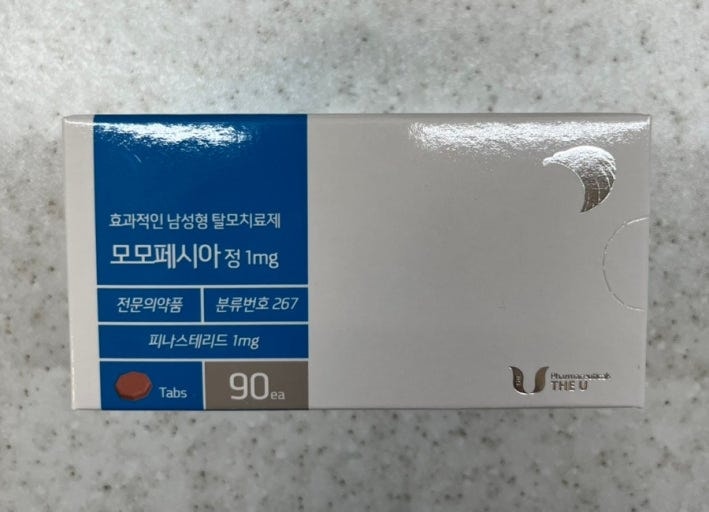 효과적인 남성형 탈모치료제
모모페시아 정 1mg
전문의약품
분류번호 267
피나스테리드 1mg
Tabs
90ea
Pharmaceuticals
THE U